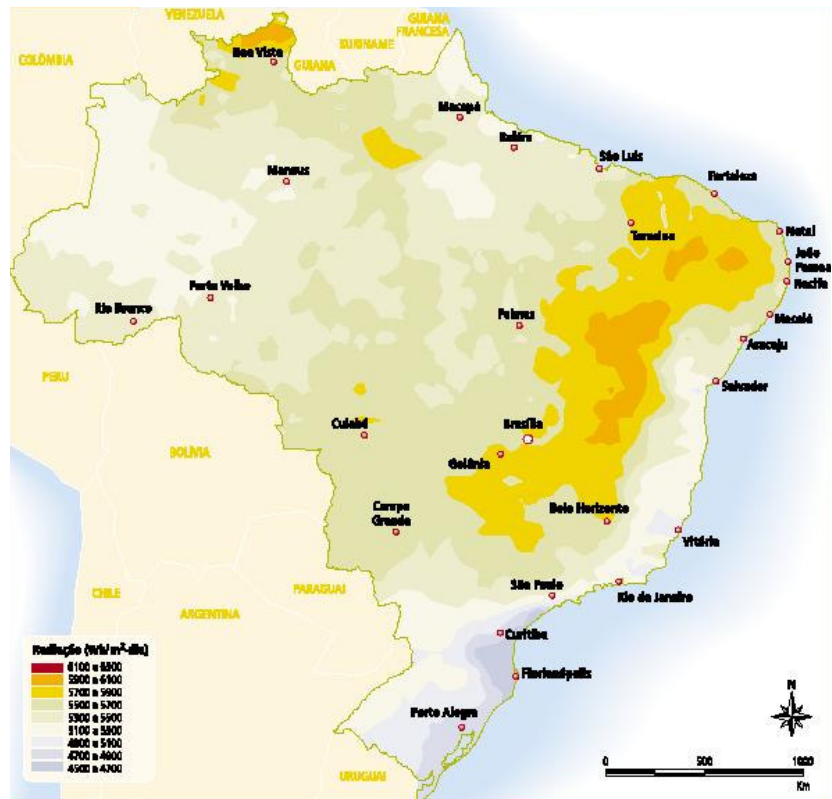 VENEZUELA
GUIANA
FRANCESA
SURINAME
COLÔMBIA
Boa Vista
GUIANA
Macapá
Belém
São Luis
Manaus
Fortaleza
Teresina
Natal
João
Pessoa
Recife
Porto Velho
Rio Branco
Palmas
Maceió
Aracaju
PERU
Salvador
Cuiabá
Brasília
BOLÍVIA
Goiânia
Campo
Grande
Belo Horizonte
Vitória
CHILE
PARAGUAI
São Paulo
Rio de Janeiro
ARGENTINA
Curitiba
Radiação (Wh/m².dia)
6100 a 6300
5900 a 6100
5700 a 5900
5500 a 5700
5300 a 5500
5100 a 5300
4900 a 5100
4700 a 4900
4500 a 4700
Florianópolis
Porto Alegre
N
0 500 1000
Km
URUGUAI